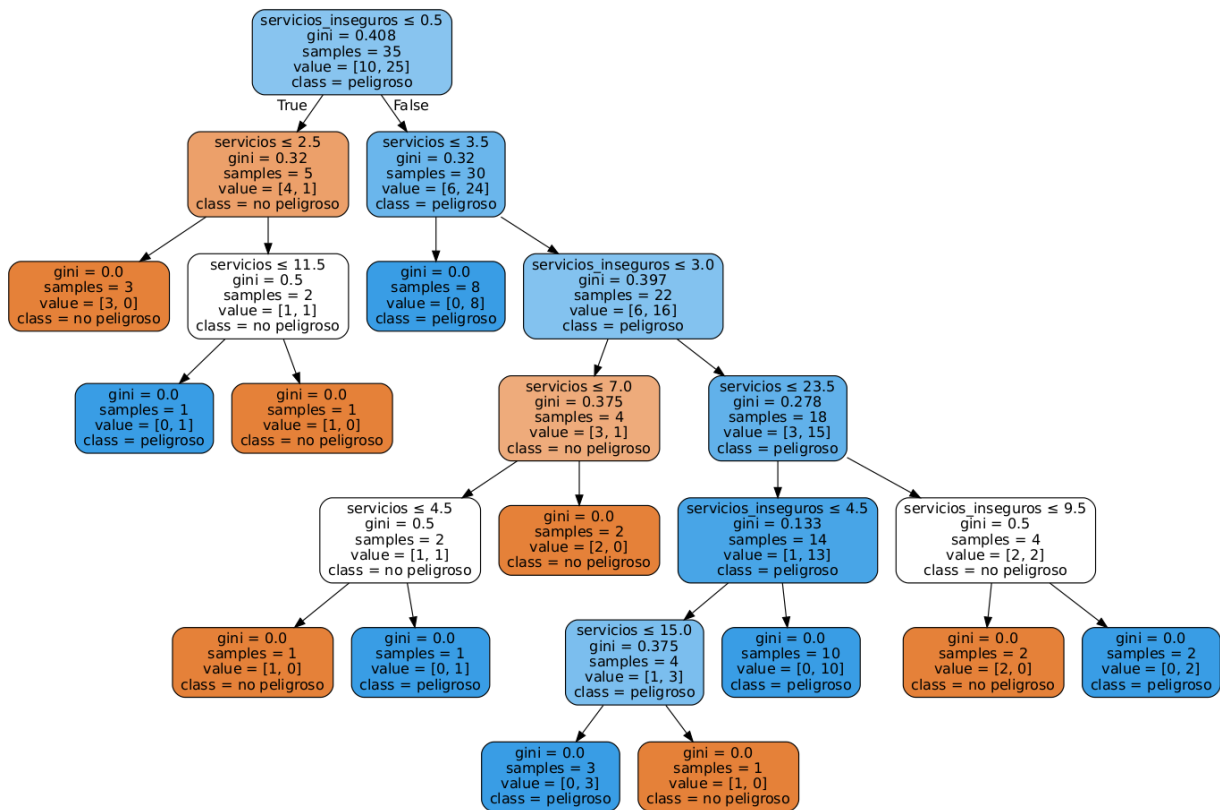 servicios_inseguros ≤ 0.5
gini = 0.408
samples = 35
value = [10, 25]
class = peligroso
True
False
servicios ≤ 2.5
gini = 0.32
samples = 5
value = [4, 1]
class = no peligroso
servicios ≤ 3.5
gini = 0.32
samples = 30
value = [6, 24]
class = peligroso
gini = 0.0
samples = 3
value = [3, 0]
class = no peligroso
servicios ≤ 11.5
gini = 0.5
samples = 2
value = [1, 1]
class = no peligroso
gini = 0.0
samples = 8
value = [0, 8]
class = peligroso
servicios_inseguros ≤ 3.0
gini = 0.397
samples = 22
value = [6, 16]
class = peligroso
gini = 0.0
samples = 1
value = [0, 1]
class = peligroso
gini = 0.0
samples = 1
value = [1, 0]
class = no peligroso
servicios ≤ 7.0
gini = 0.375
samples = 4
value = [3, 1]
class = no peligroso
servicios ≤ 23.5
gini = 0.278
samples = 18
value = [3, 15]
class = peligroso
servicios ≤ 4.5
gini = 0.5
samples = 2
value = [1, 1]
class = no peligroso
gini = 0.0
samples = 2
value = [2, 0]
class = no peligroso
servicios_inseguros ≤ 4.5
gini = 0.133
samples = 14
value = [1, 13]
class = peligroso
servicios_inseguros ≤ 9.5
gini = 0.5
samples = 4
value = [2, 2]
class = no peligroso
gini = 0.0
samples = 1
value = [1, 0]
class = no peligroso
gini = 0.0
samples = 1
value = [0, 1]
class = peligroso
servicios ≤ 15.0
gini = 0.375
samples = 4
value = [1, 3]
class = peligroso
gini = 0.0
samples = 10
value = [0, 10]
class = peligroso
gini = 0.0
samples = 2
value = [2, 0]
class = no peligroso
gini = 0.0
samples = 2
value = [0, 2]
class = peligroso
gini = 0.0
samples = 3
value = [0, 3]
class = peligroso
gini = 0.0
samples = 1
value = [1, 0]
class = no peligroso